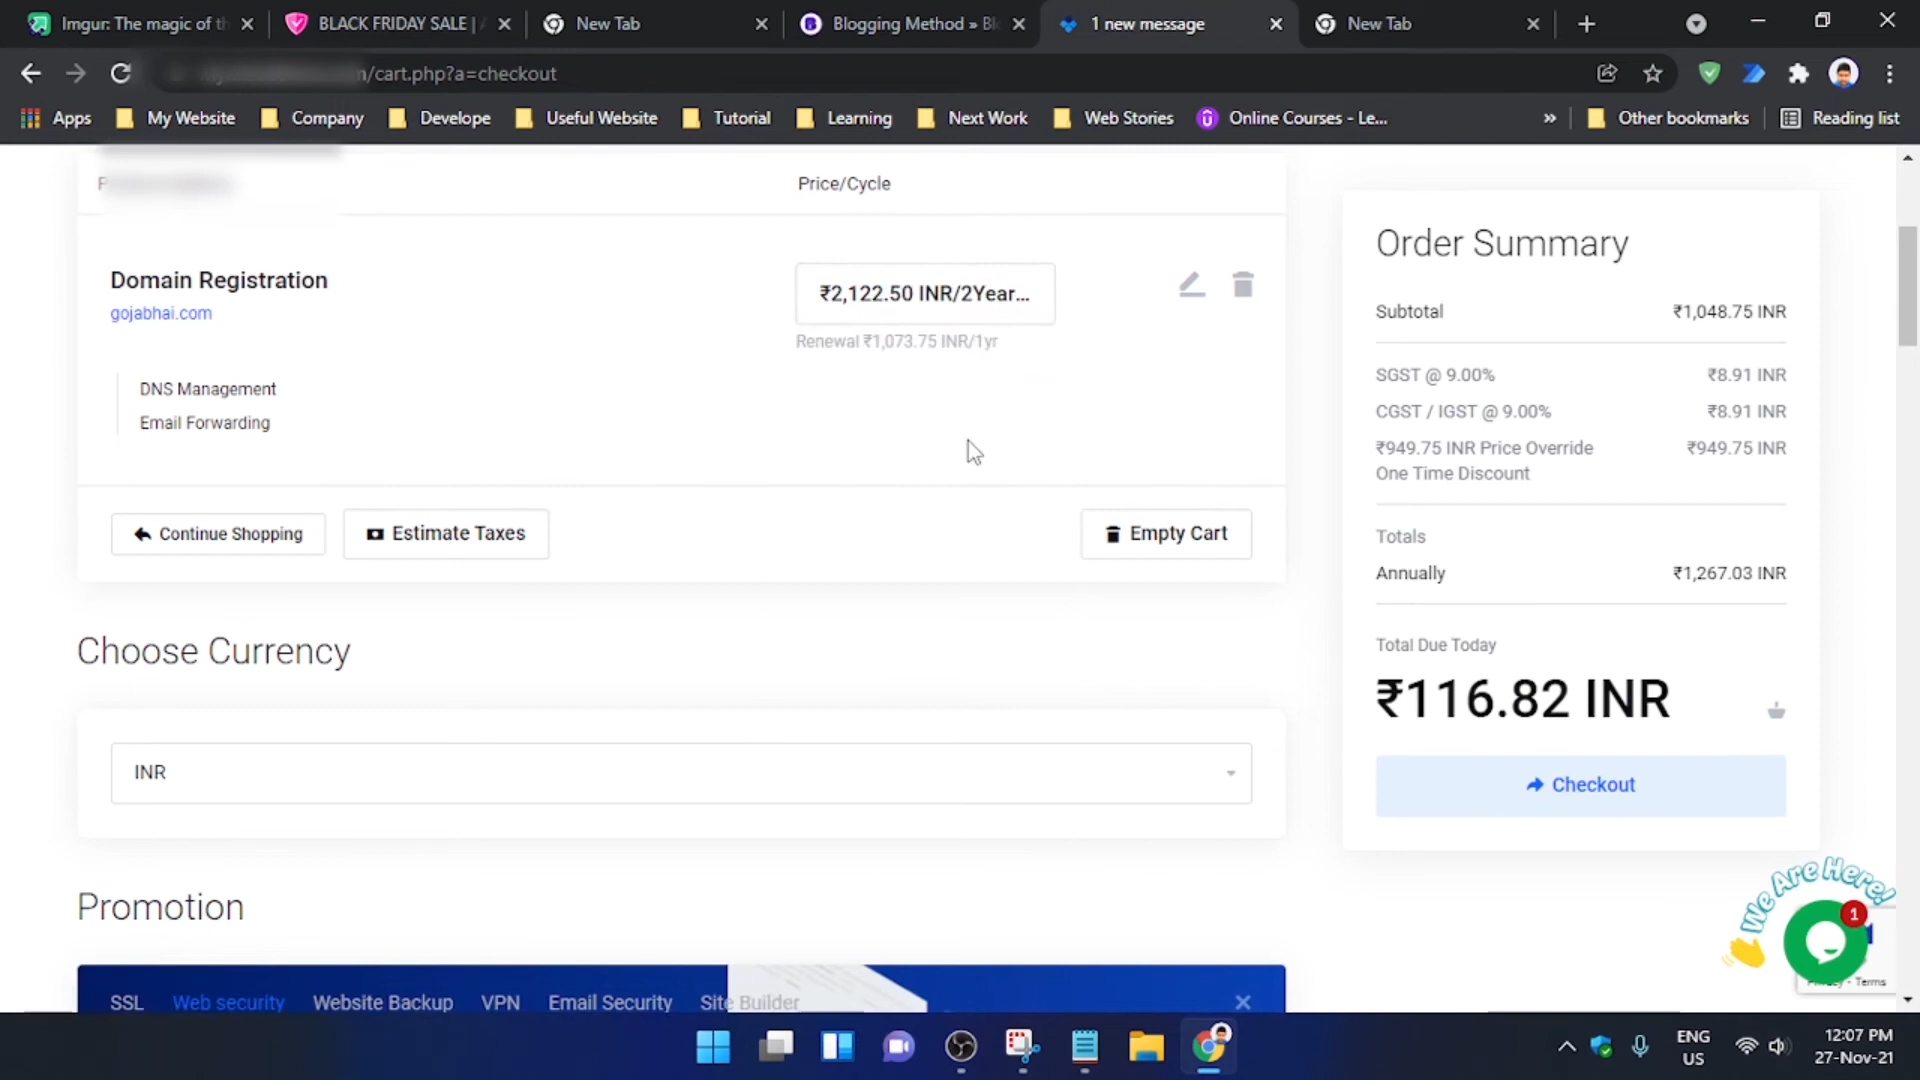 Imgur: The magic of th
BLACK FRIDAY SALE | A
New Tab
Blogging Method » Bl
1 new message
New Tab
/cart.php?a=checkout
Apps
My Website
Company
Develope
Useful Website
Tutorial
Learning
Next Work
Web Stories
Online Courses - Le...
»
Other bookmarks
Reading list
Price/Cycle
Domain Registration
gojabhai.com
₹2,122.50 INR/2Year...
Renewal ₹1,073.75 INR/1yr
DNS Management
Email Forwarding
Continue Shopping
Estimate Taxes
Empty Cart
Choose Currency
INR
Promotion
SSL
Web security
Website Backup
VPN
Email Security
Site Builder
Order Summary
Subtotal ₹1,048.75 INR
SGST @ 9.00% ₹8.91 INR
CGST / IGST @ 9.00% ₹8.91 INR
₹949.75 INR Price Override ₹949.75 INR
One Time Discount
Totals
Annually ₹1,267.03 INR
Total Due Today
₹116.82 INR
Checkout
We Are Here!
1
Privacy - Terms
ENG
US
12:07 PM
27-Nov-21